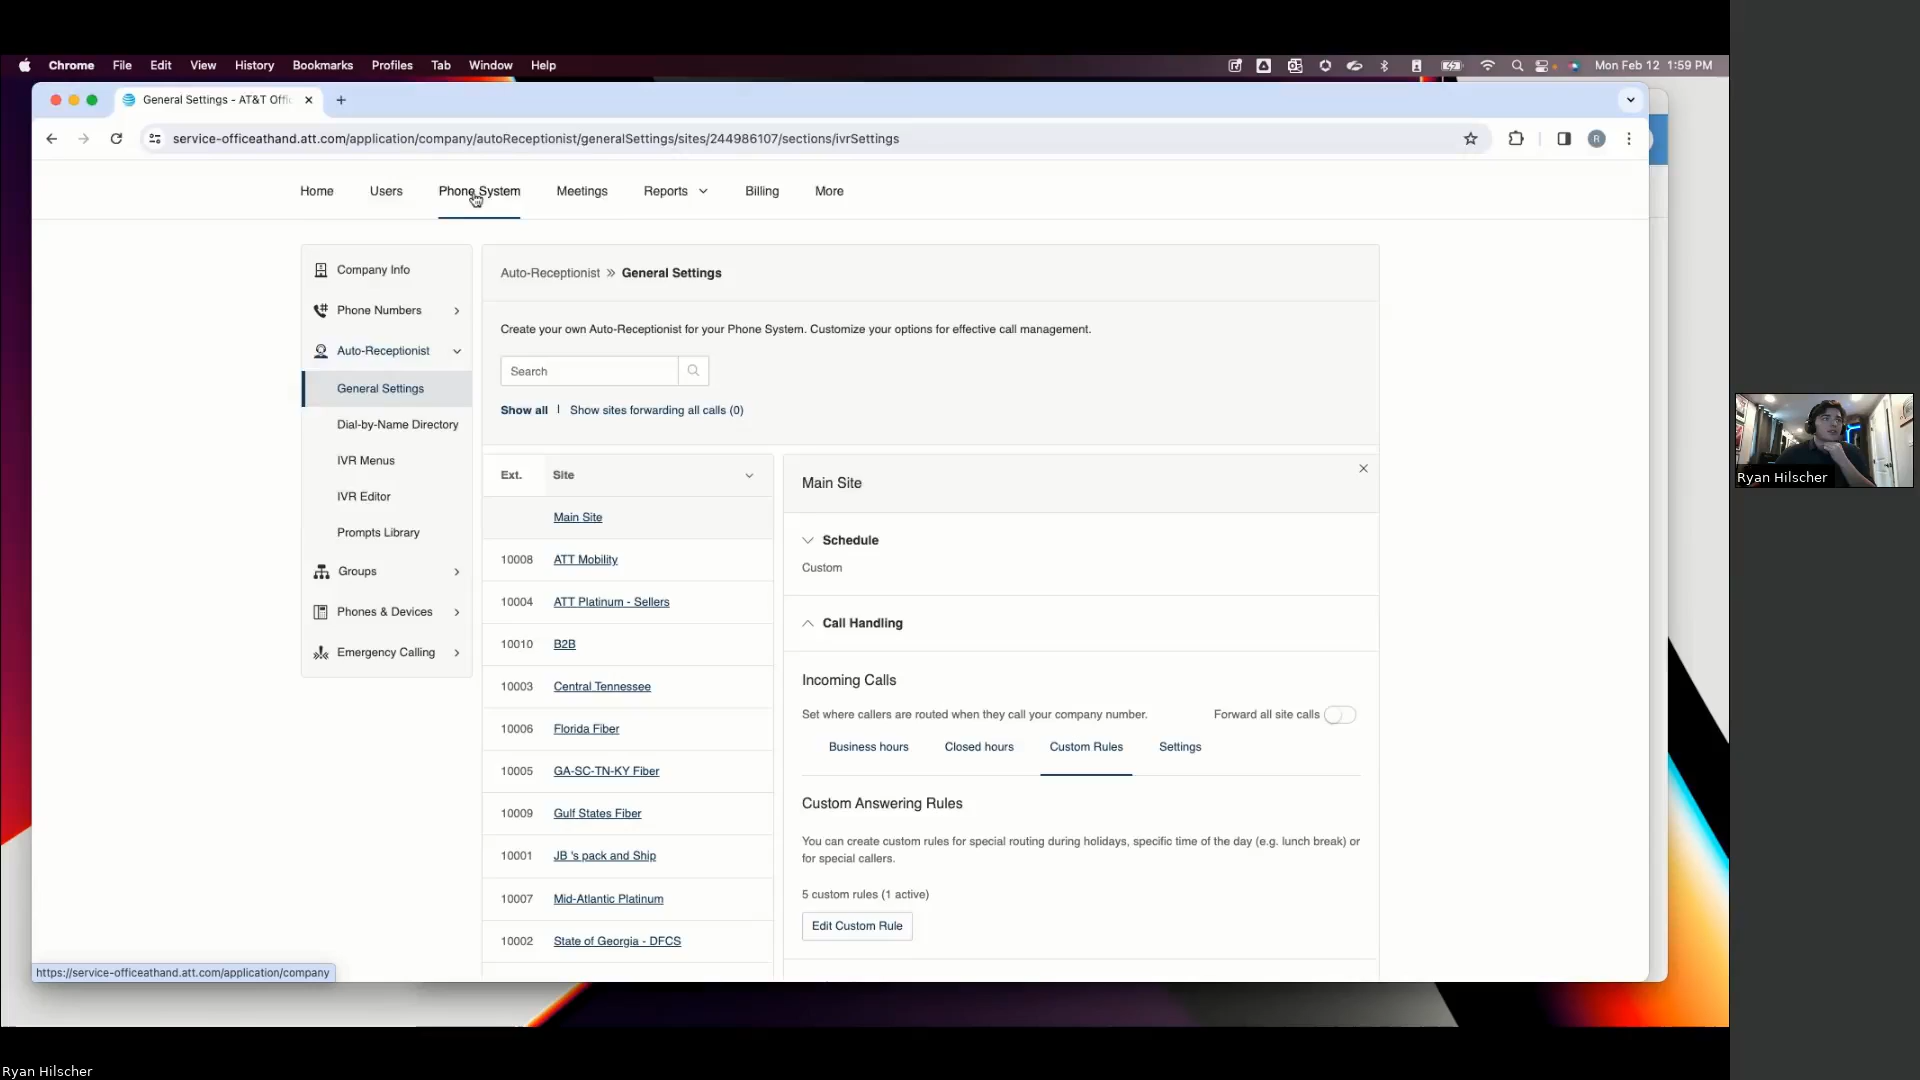 Chrome File Edit View History Bookmarks Profiles Tab Window Help Mon Feb 12 1:59 PM
General Settings - AT&T Offic
service-officeathand.att.com/application/company/autoReceptionist/generalSettings/sites/244986107/sections/ivrSettings
R
Home Users Phone System Meetings Reports Billing More
Company Info
Phone Numbers
Auto-Receptionist
General Settings
Dial-by-Name Directory
IVR Menus
IVR Editor
Prompts Library
Groups
Phones & Devices
Emergency Calling
Auto-Receptionist » General Settings
Create your own Auto-Receptionist for your Phone System. Customize your options for effective call management.
Search
Show all | Show sites forwarding all calls (0)
Ext. Site
Main Site
10008 ATT Mobility
10004 ATT Platinum - Sellers
10010 B2B
10003 Central Tennessee
10006 Florida Fiber
10005 GA-SC-TN-KY Fiber
10009 Gulf States Fiber
10001 JB 's pack and Ship
10007 Mid-Atlantic Platinum
10002 State of Georgia - DFCS
Main Site
Schedule
Custom
Call Handling
Incoming Calls
Set where callers are routed when they call your company number. Forward all site calls
Business hours Closed hours Custom Rules Settings
Custom Answering Rules
You can create custom rules for special routing during holidays, specific time of the day (e.g. lunch break) or
for special callers.
5 custom rules (1 active)
Edit Custom Rule
https://service-officeathand.att.com/application/company
Ryan Hilscher
Ryan Hilscher